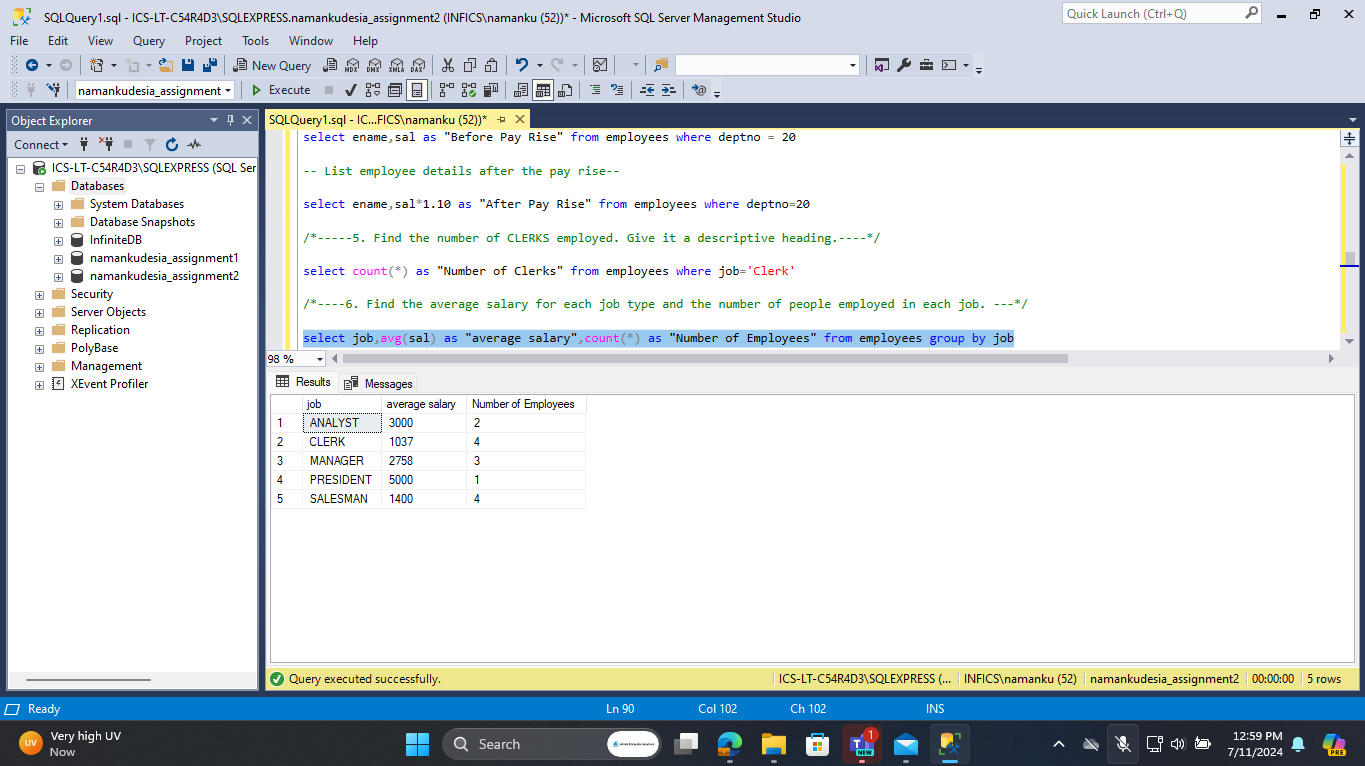 SQLQuery1.sql - ICS-LT-C54R4D3\SQLEXPRESS.namankudesia_assignment2 (INFICS\namanku (52))* - Microsoft SQL Server Management Studio
Quick Launch (Ctrl+Q)
File Edit View Query Project Tools Window Help
New Query MDX DMX XMLA DAX
namankudesia_assignment Execute
Object Explorer
SQLQuery1.sql - IC...FICS\namanku (52))*
Connect
ICS-LT-C54R4D3\SQLEXPRESS (SQL Ser
Databases
System Databases
Database Snapshots
InfiniteDB
namankudesia_assignment1
namankudesia_assignment2
Security
Server Objects
Replication
PolyBase
Management
XEvent Profiler
select ename,sal as "Before Pay Rise" from employees where deptno = 20
-- List employee details after the pay rise--
select ename,sal*1.10 as "After Pay Rise" from employees where deptno=20
/*-----5. Find the number of CLERKS employed. Give it a descriptive heading.----*/
select count(*) as "Number of Clerks" from employees where job='Clerk'
/*----6. Find the average salary for each job type and the number of people employed in each job. ---*/
select job,avg(sal) as "average salary",count(*) as "Number of Employees" from employees group by job
98 %
Results Messages
job average salary Number of Employees
1 ANALYST 3000 2
2 CLERK 1037 4
3 MANAGER 2758 3
4 PRESIDENT 5000 1
5 SALESMAN 1400 4
Query executed successfully.
ICS-LT-C54R4D3\SQLEXPRESS (... INFICS\namanku (52) namankudesia_assignment2 00:00:00 5 rows
Ready Ln 90 Col 102 Ch 102 INS
UV
Very high UV
Now
Search
1
NEW
12:59 PM
7/11/2024
PRE